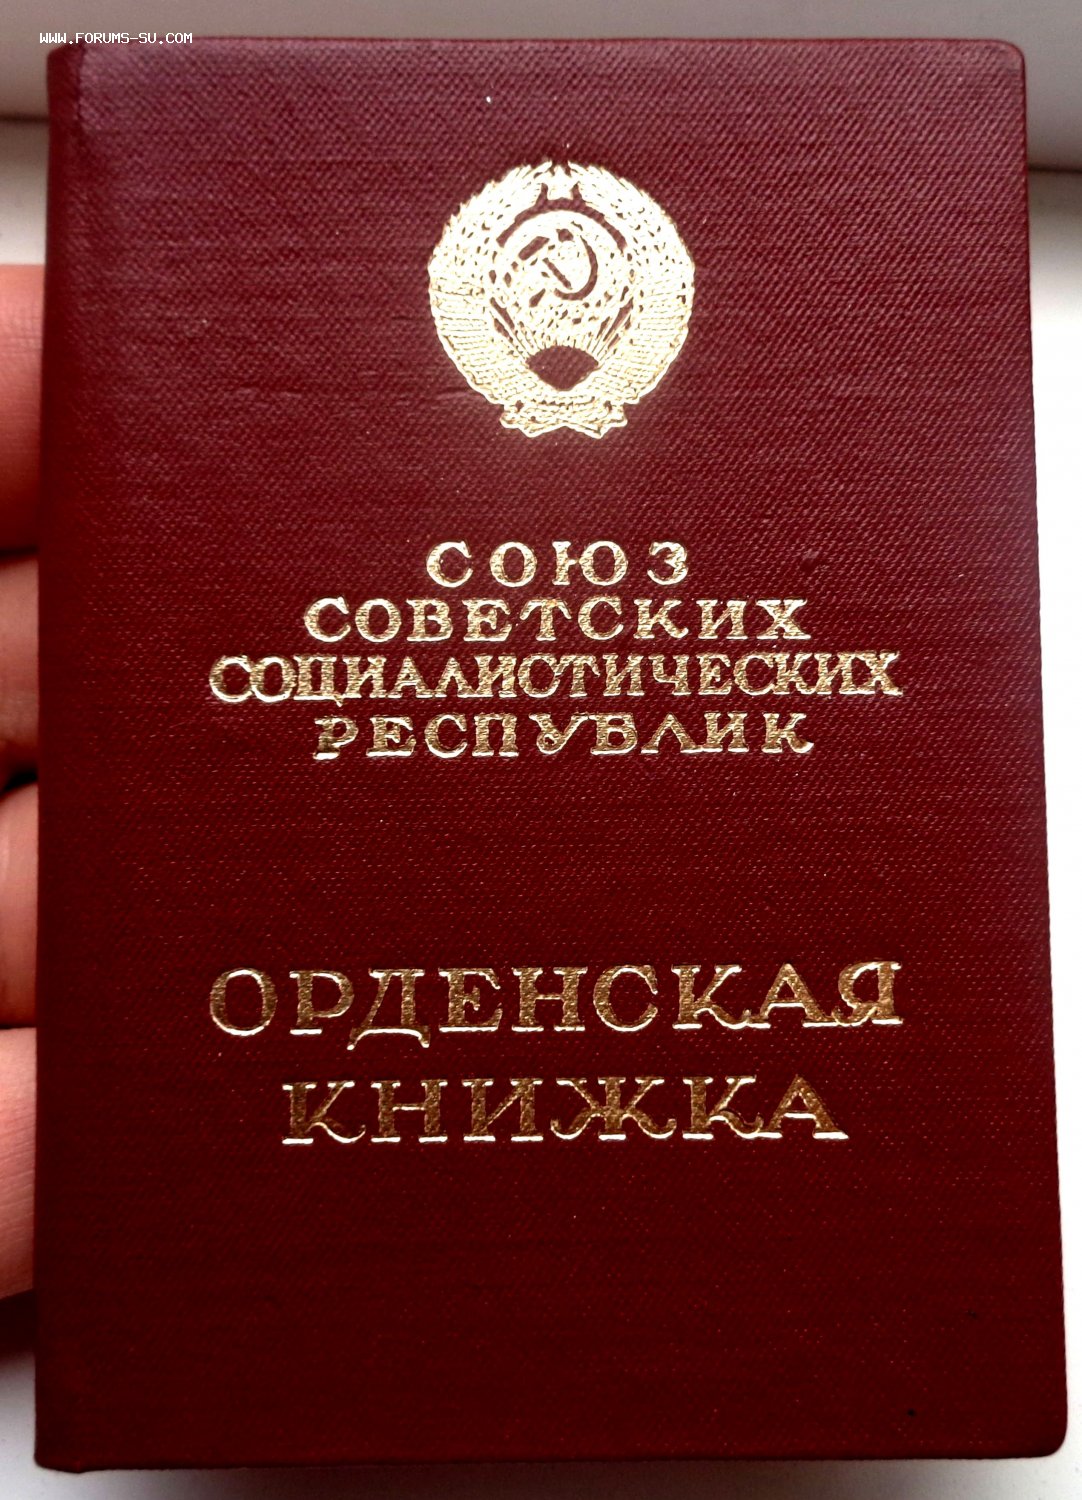 WWW.FORUMS-SU.COM
СОЮЗ
СОВЕТСКИХ
СОЦИАЛИСТИЧЕСКИХ
РЕСПУБЛИК
ОРДЕНСКАЯ
КНИЖКА